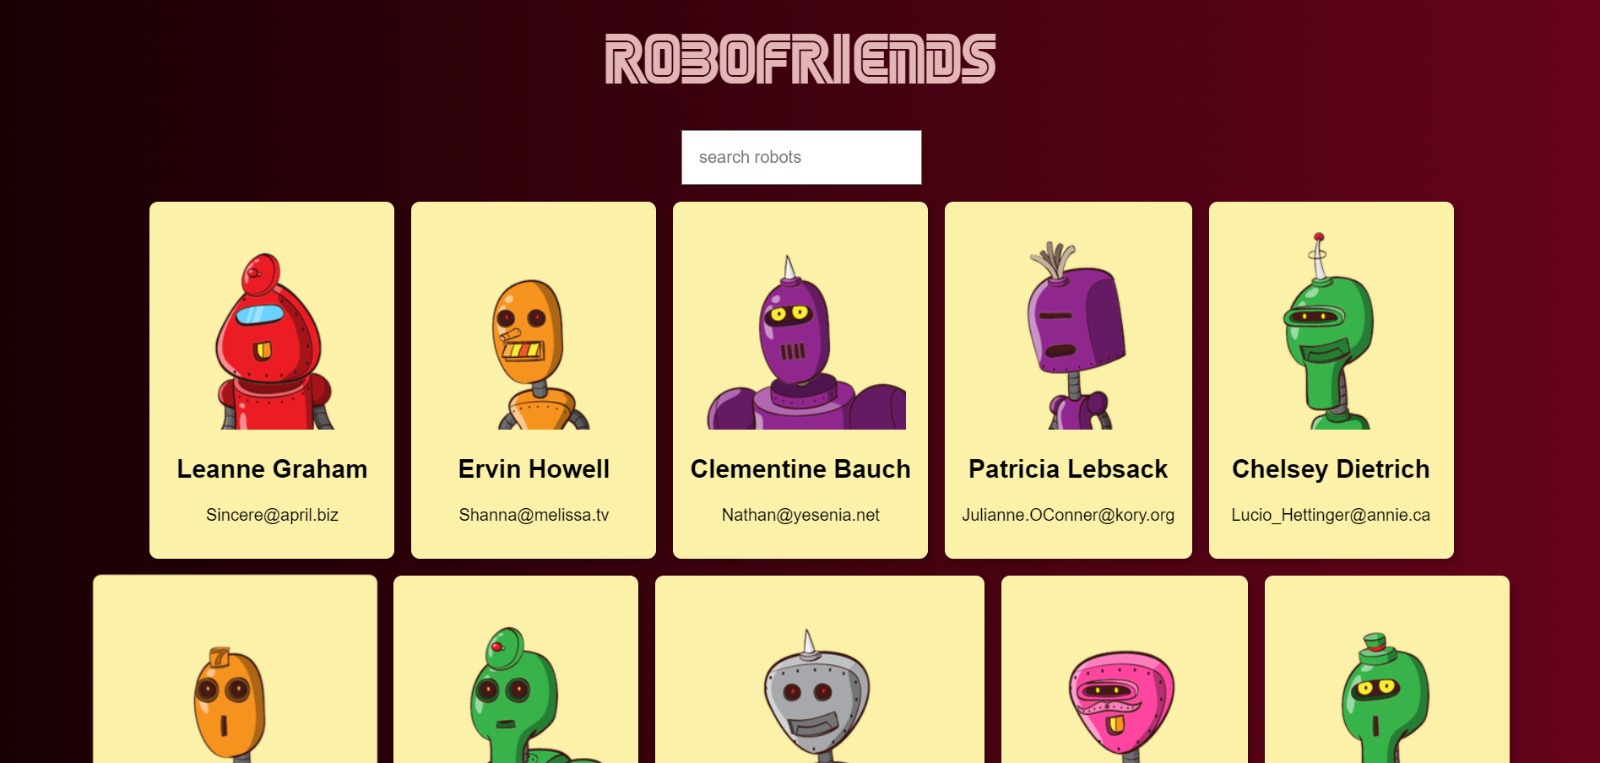 ROBOFRIENDS
search robots
Leanne Graham
Sincere@april.biz
Ervin Howell
Shanna@melissa.tv
Clementine Bauch
Nathan@yesenia.net
Patricia Lebsack
Julianne.OConner@kory.org
Chelsey Dietrich
Lucio_Hettinger@annie.ca